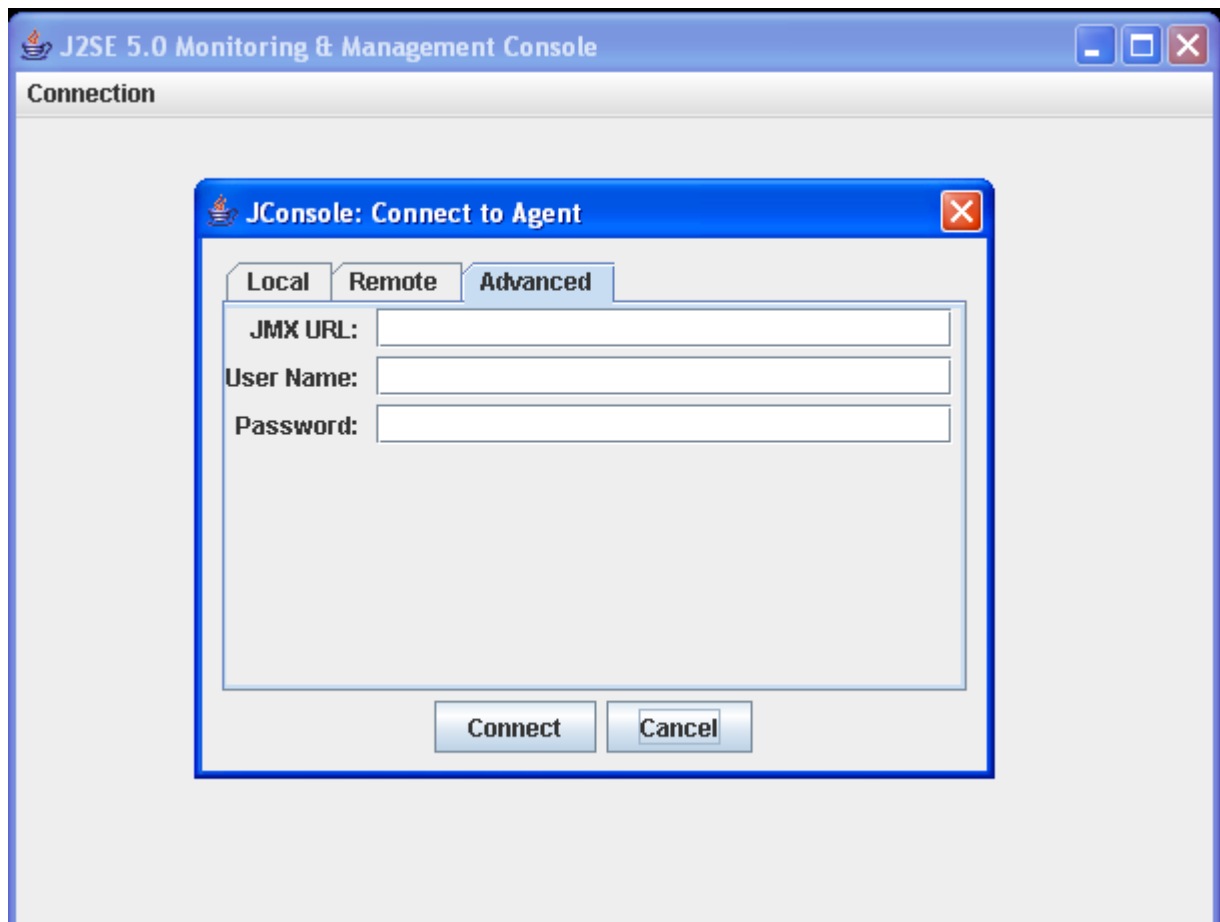 J2SE 5.0 Monitoring & Management Console
Connection
JConsole: Connect to Agent
Local Remote Advanced
JMX URL:
User Name:
Password:
Connect Cancel